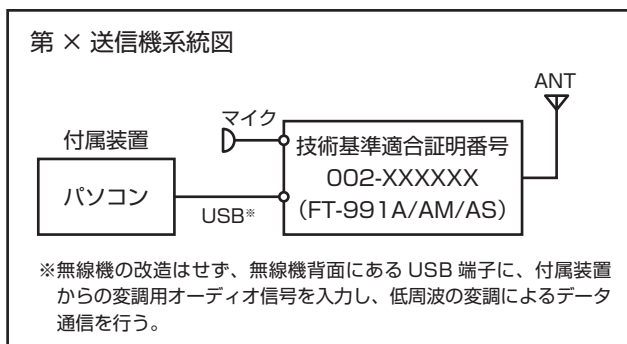 第 × 送信機系統図
ANT
マイク
付属装置
技術基準適合証明番号
パソコン
002-XXXXXX
USB※
(FT-991A/AM/AS)
※無線機の改造はせず、無線機背面にある USB 端子に、付属装置
からの変調用オーディオ信号を入力し、低周波の変調によるデータ
通信を行う。